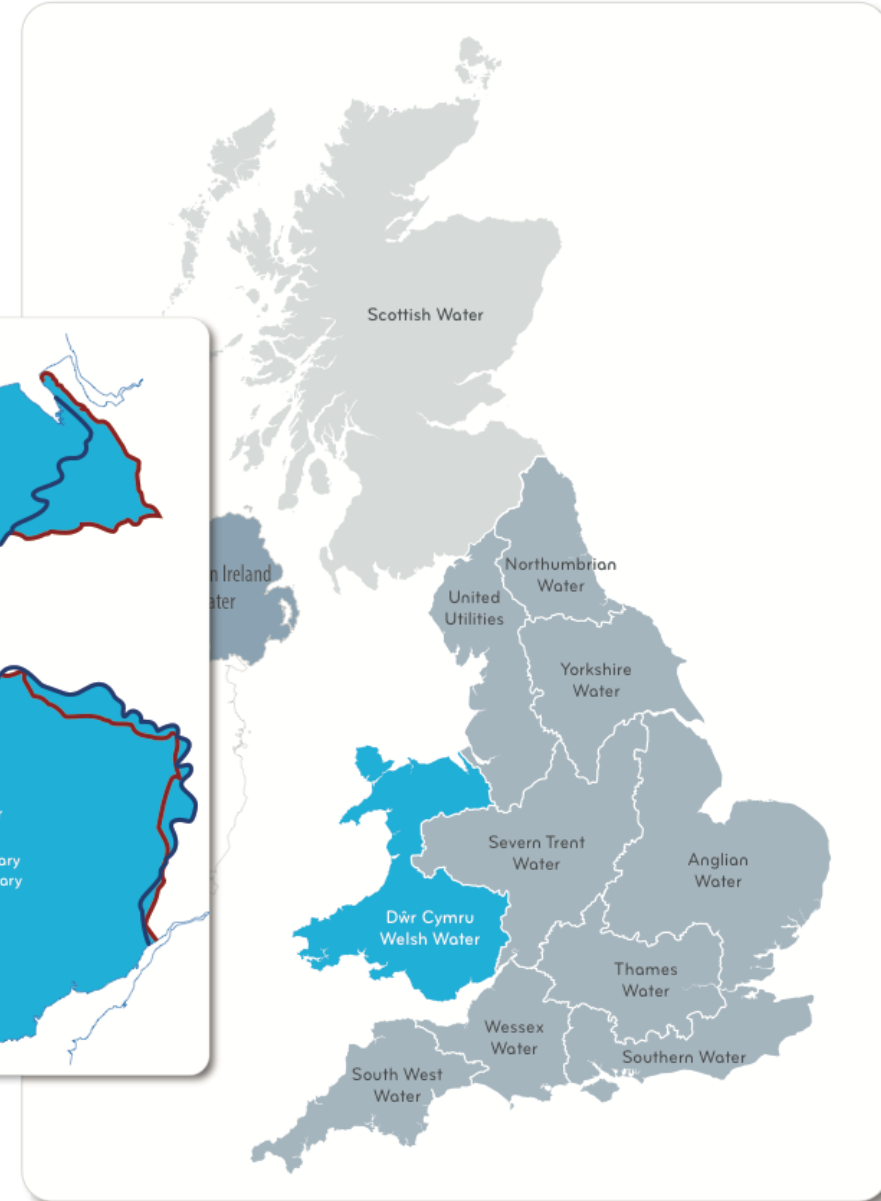 Scottish Water
Ireland
Northumbrian
Water
United
Utilities
Yorkshire
Water
Severn Trent
Water
Anglian
Water
Dŵr Cymru
Welsh Water
Thames
Water
Wessex
Water
Southern Water
South West
Water